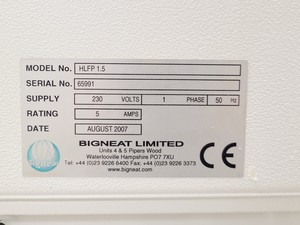 MODEL No. HLFP 1.5
SERIAL No. 65991
SUPPLY 230 VOLTS 1 PHASE 50 Hz
RATING 5 AMPS
DATE AUGUST 2007
BIGNEAT LIMITED
Units 4 & 5 Pipers Wood
Waterlooville Hampshire PO7 7XU
Tel: +44 (0)23 9226 6400 Fax: +44 (0)23 9226 3373
www.bigneat.com
CE